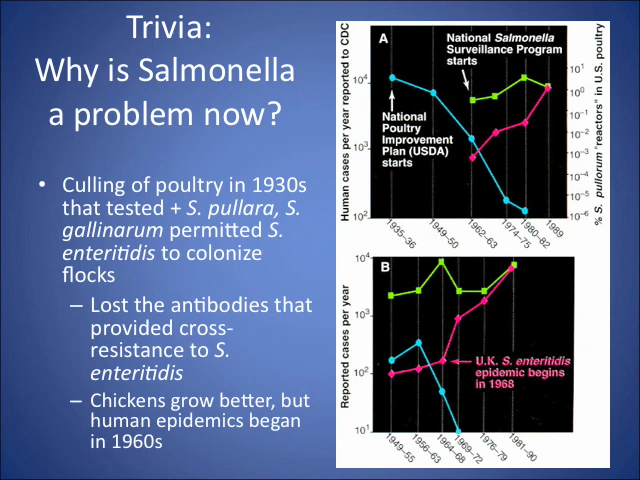 Trivia:
Why is Salmonella
a problem now?
• Culling of poultry in 1930s
that tested + S. pullara, S.
gallinarum permitted S.
enteritidis to colonize
flocks
– Lost the antibodies that
provided cross-
resistance to S.
enteritidis
– Chickens grow better, but
human epidemics began
in 1960s
A
National Salmonella
Surveillance Program
starts
National
Poultry
Improvement
Plan (USDA)
starts
Human cases per year reported to CDC
10⁴
10³
10²
% S. pullorum "reactors" in U.S. poultry
10¹
10⁰
10⁻¹
10⁻²
10⁻³
10⁻⁴
10⁻⁵
10⁻⁶
1935–36
1949–50
1962–63
1974–75
1980–82
1989
B
Reported cases per year
10⁴
10³
10²
10¹
U.K. S. enteritidis
epidemic begins
in 1968
1949–55
1956–63
1964–68
1969–72
1976–79
1981–90